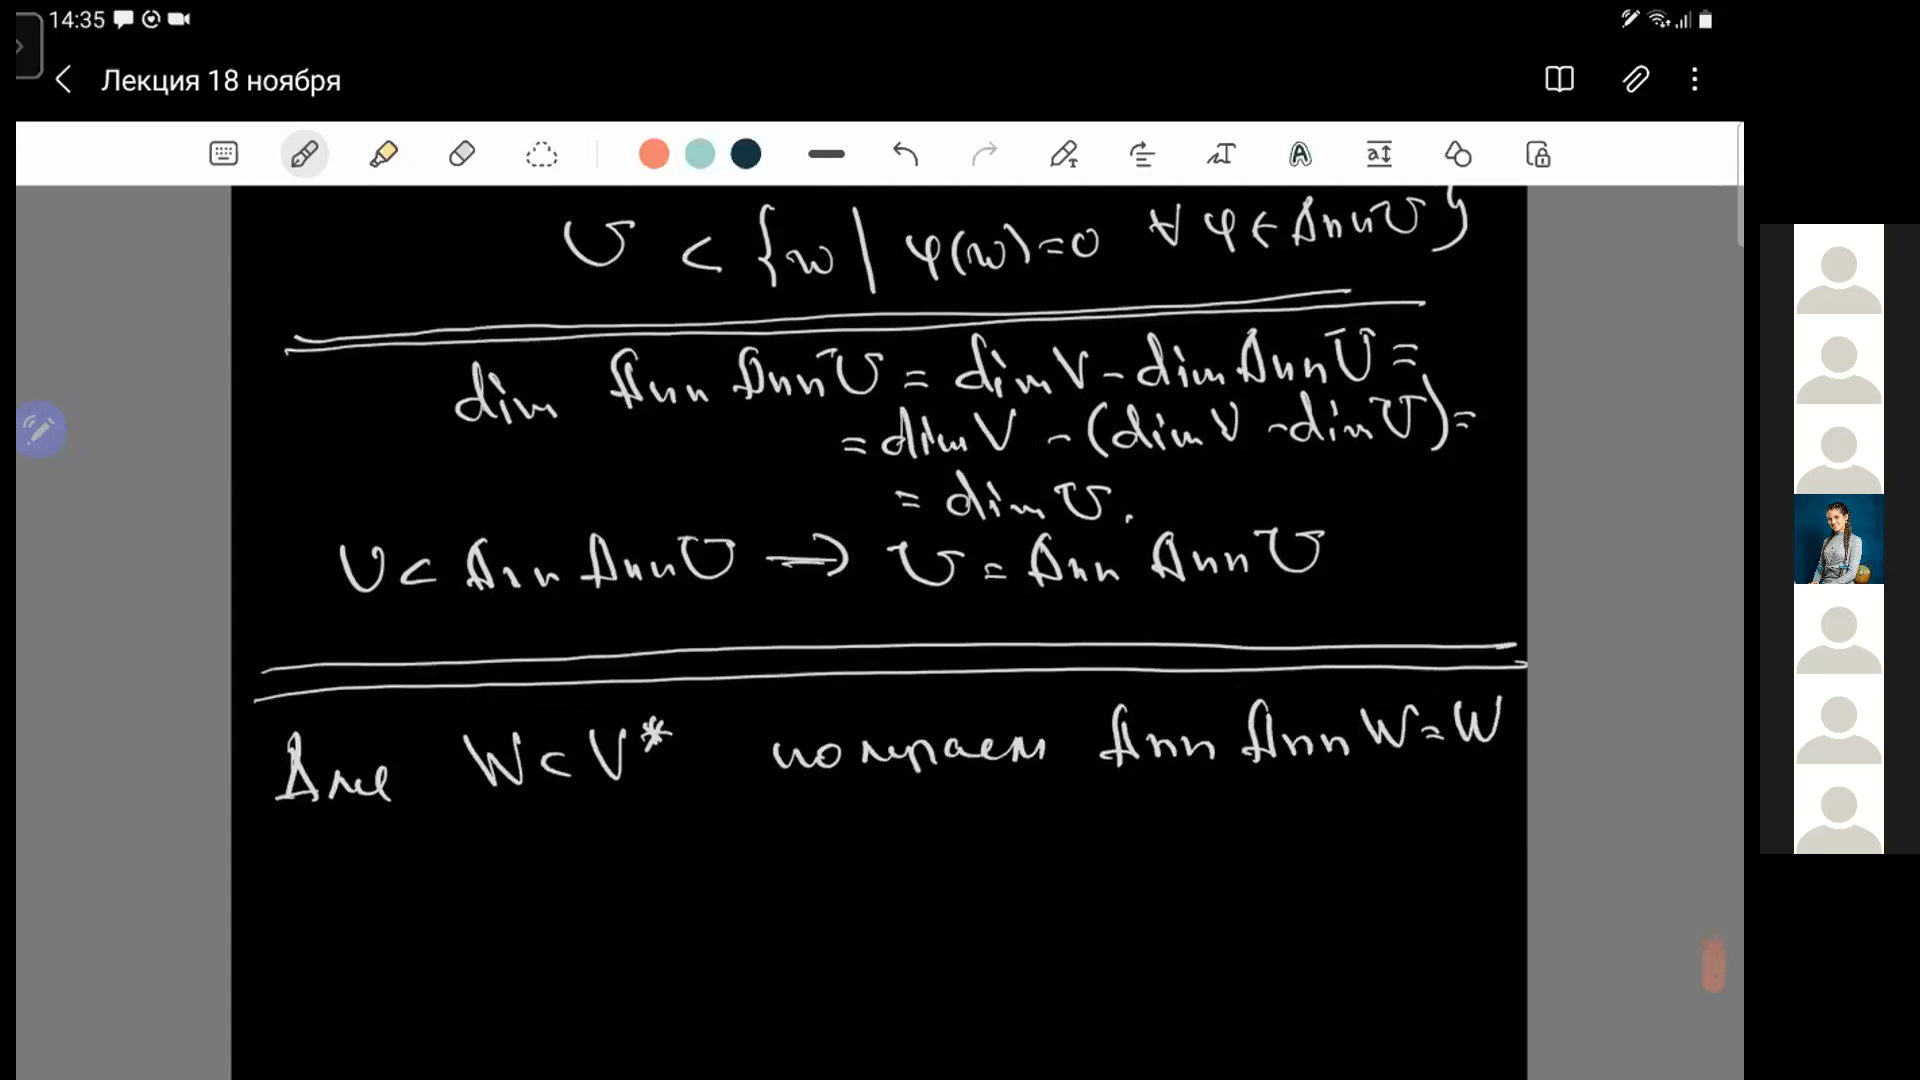 14:35
Лекция 18 ноября
U ⊂ {w | φ(w)=0 ∀ φ ∈ Ann U}
dim Ann Ann U = dim V - dim Ann U =
= dim V - (dim V - dim U) =
= dim U.
U ⊂ Ann Ann U ⇒ U = Ann Ann U
Для W ⊂ V* получаем Ann Ann W = W